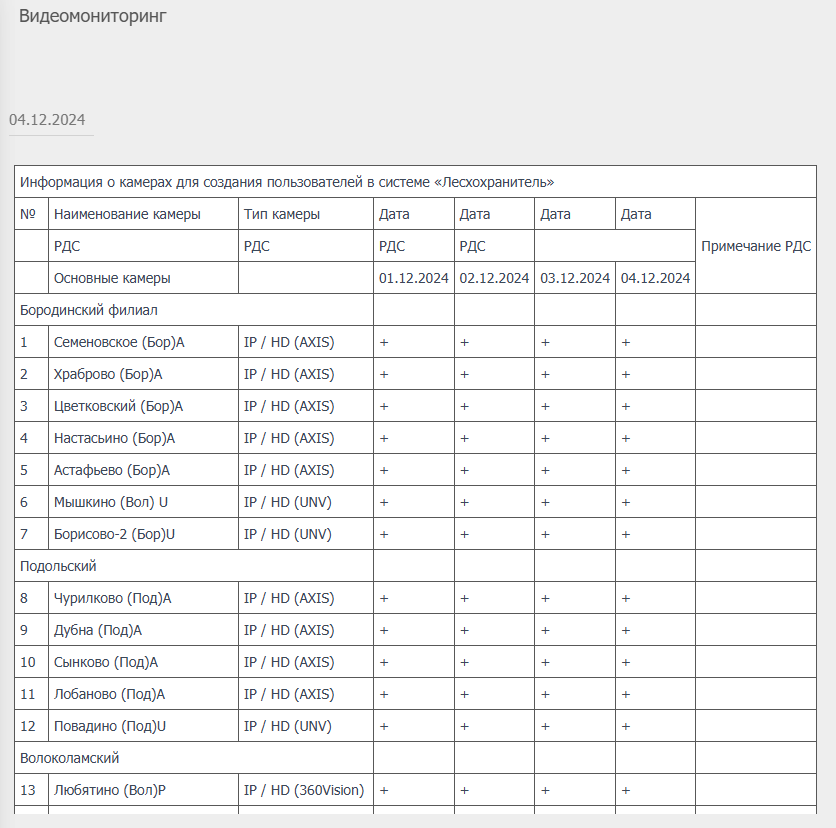 Видеомониторинг
04.12.2024
Информация о камерах для создания пользователей в системе «Лесхохранитель»
№ Наименование камеры Тип камеры Дата Дата Дата Дата Примечание РДС
РДС РДС РДС РДС
Основные камеры 01.12.2024 02.12.2024 03.12.2024 04.12.2024
Бородинский филиал
1 Семеновское (Бор)А IP / HD (AXIS) + + + +
2 Храброво (Бор)А IP / HD (AXIS) + + + +
3 Цветковский (Бор)А IP / HD (AXIS) + + + +
4 Настасьино (Бор)А IP / HD (AXIS) + + + +
5 Астафьево (Бор)А IP / HD (AXIS) + + + +
6 Мышкино (Вол) U IP / HD (UNV) + + + +
7 Борисово-2 (Бор)U IP / HD (UNV) + + + +
Подольский
8 Чурилково (Под)А IP / HD (AXIS) + + + +
9 Дубна (Под)А IP / HD (AXIS) + + + +
10 Сынково (Под)А IP / HD (AXIS) + + + +
11 Лобаново (Под)А IP / HD (AXIS) + + + +
12 Повадино (Под)U IP / HD (UNV) + + + +
Волоколамский
13 Любятино (Вол)Р IP / HD (360Vision) + + + +